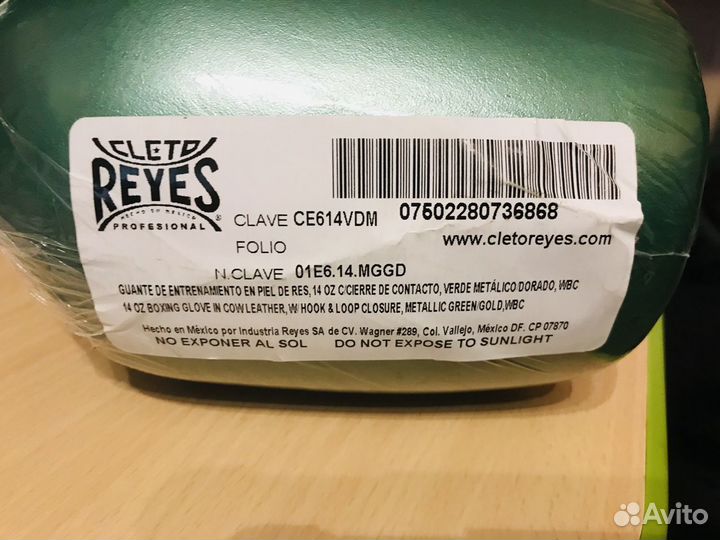 CLETO
REYES
HECHO EN MEXICO
PROFESIONAL ®
CLAVE CE614VDM 07502280736868
FOLIO www.cletoreyes.com
N.CLAVE 01E6.14.MGGD
GUANTE DE ENTRENAMIENTO EN PIEL DE RES, 14 OZ C/CIERRE DE CONTACTO, VERDE METÁLICO/DORADO, WBC
14 OZ BOXING GLOVE IN COW LEATHER, W/ HOOK & LOOP CLOSURE, METALLIC GREEN/GOLD,WBC
Hecho en México por Industria Reyes SA de CV. Wagner #289, Col. Vallejo, México DF. CP 07870
NO EXPONER AL SOL DO NOT EXPOSE TO SUNLIGHT
Avito